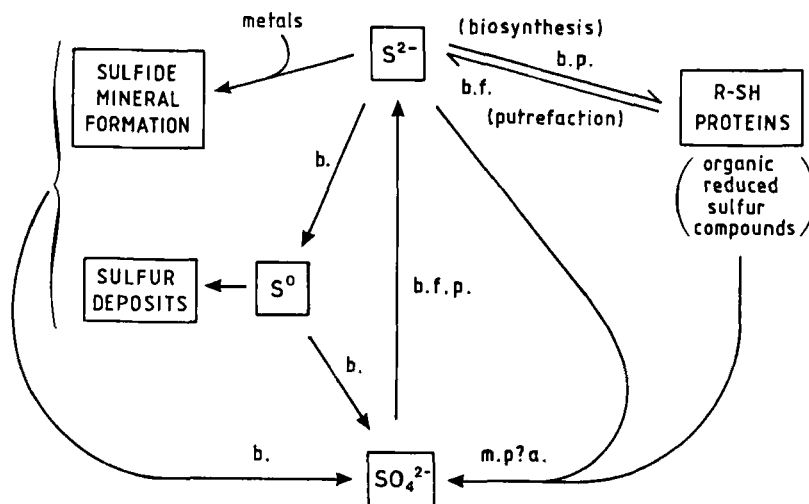 metals
S²⁻
(biosynthesis)
b.p.
b.f.
(putrefaction)
SULFIDE
MINERAL
FORMATION
R-SH
PROTEINS
(organic
reduced
sulfur
compounds)
b.
SULFUR
DEPOSITS
S⁰
b.f.p.
b.
b.
SO₄²⁻
m.p?a.